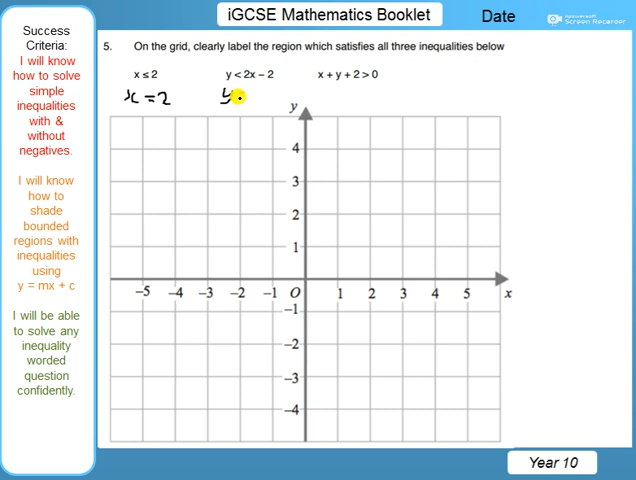 iGCSE Mathematics Booklet
Date
Apowersoft
Screen Recorder
Success
Criteria:
I will know
how to solve
simple
inequalities
with & 
without
negatives.
I will know
how to
shade
bounded
regions with
inequalities
using
y = mx + c
I will be able
to solve any
inequality
worded
question
confidently.
5. On the grid, clearly label the region which satisfies all three inequalities below
x ≤ 2 y < 2x – 2 x + y + 2 > 0
x = 2 y
y
4
3
2
1
–5 –4 –3 –2 –1 O 1 2 3 4 5 x
–1
–2
–3
–4
Year 10